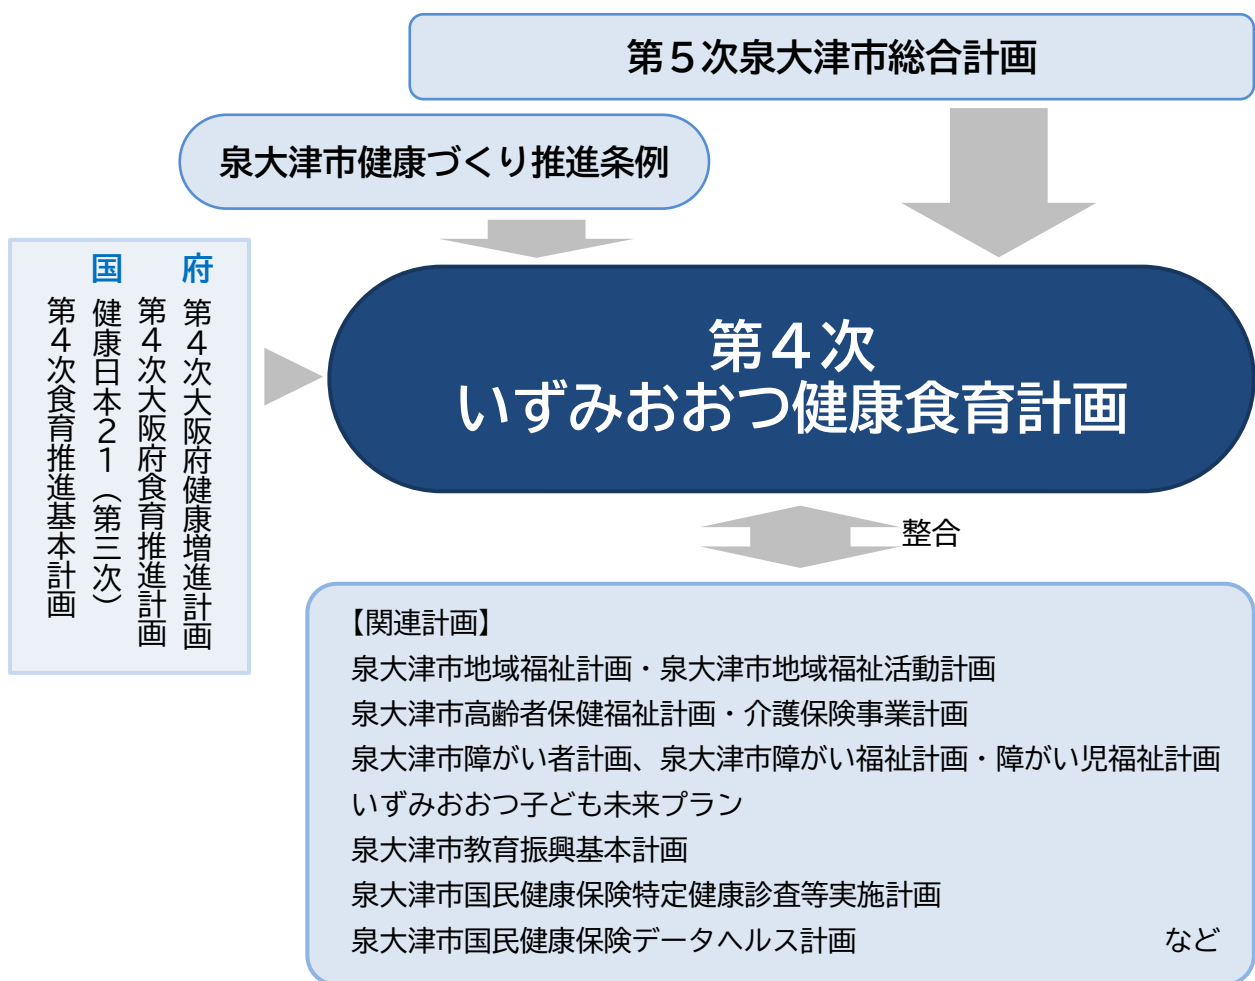 第５次泉大津市総合計画
泉大津市健康づくり推進条例
府 第４次大阪府健康増進計画
第４次大阪府食育推進計画
国 健康日本２１（第三次）
第４次食育推進基本計画
第４次
いずみおおつ健康食育計画
整合
【関連計画】
泉大津市地域福祉計画・泉大津市地域福祉活動計画
泉大津市高齢者保健福祉計画・介護保険事業計画
泉大津市障がい者計画、泉大津市障がい福祉計画・障がい児福祉計画
いずみおおつ子ども未来プラン
泉大津市教育振興基本計画
泉大津市国民健康保険特定健康診査等実施計画
泉大津市国民健康保険データヘルス計画 など